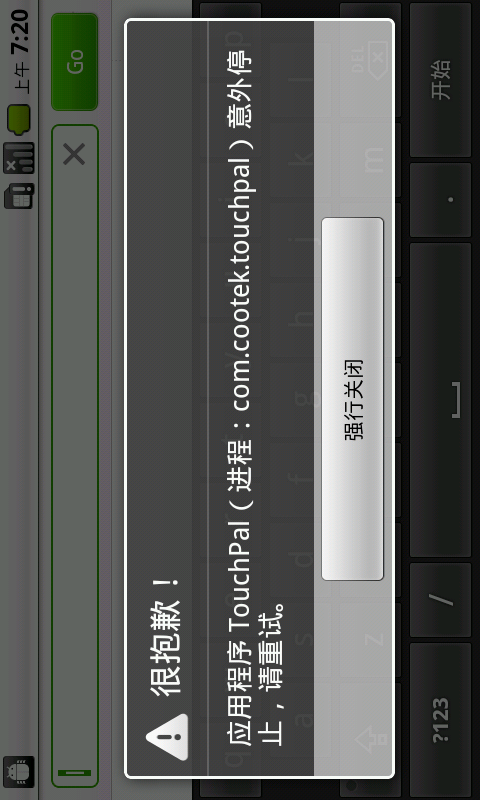 上午 7:20
Go
很抱歉！
应用程序 TouchPal（进程：com.cootek.touchpal）意外停
止，请重试。
强行关闭
DEL
a s d f g h j k l
z m
?123 / . 开始